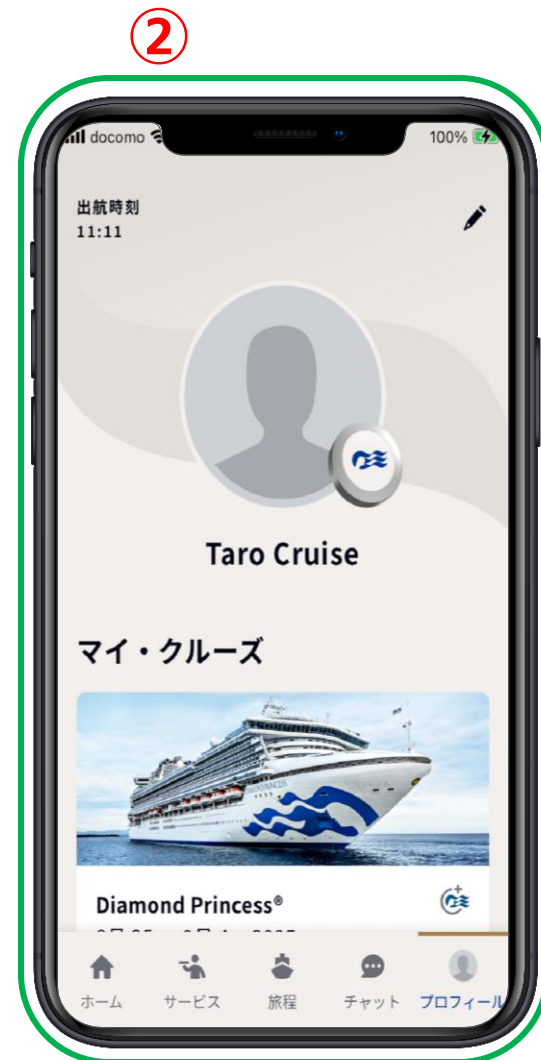 ②
docomo
100%
出航時刻
11:11
Taro Cruise
マイ・クルーズ
DIAMOND PRINCESS
Diamond Princess®
ホーム サービス 旅程 チャット プロフィール